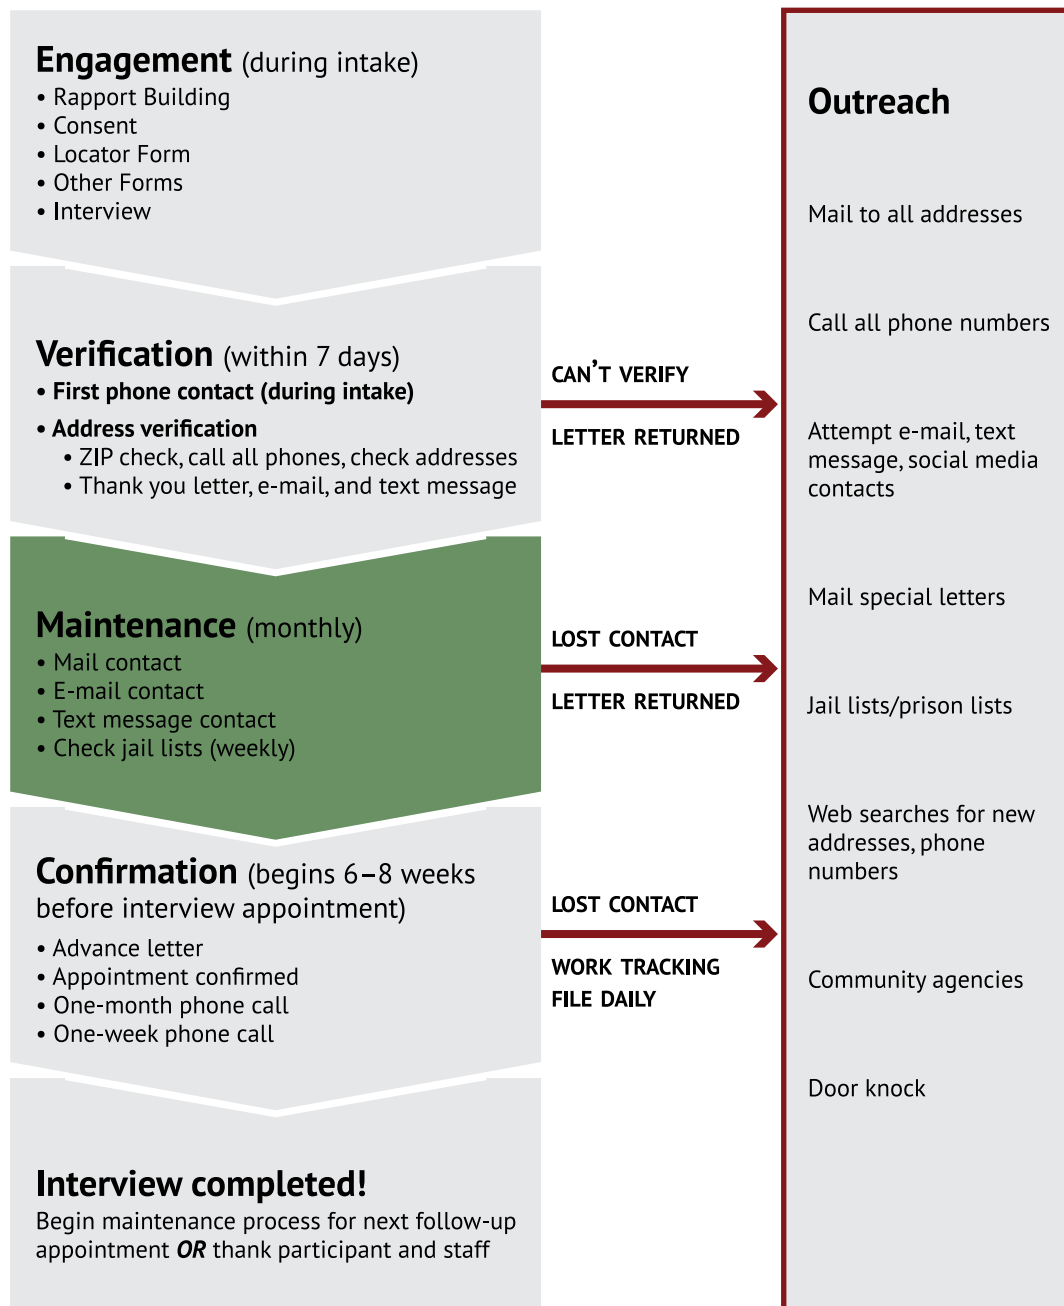 Engagement (during intake)
• Rapport Building
• Consent
• Locator Form
• Other Forms
• Interview
Verification (within 7 days)
• First phone contact (during intake)
• Address verification
• ZIP check, call all phones, check addresses
• Thank you letter, e-mail, and text message
CAN'T VERIFY
LETTER RETURNED
Maintenance (monthly)
• Mail contact
• E-mail contact
• Text message contact
• Check jail lists (weekly)
LOST CONTACT
LETTER RETURNED
Confirmation (begins 6–8 weeks
before interview appointment)
• Advance letter
• Appointment confirmed
• One-month phone call
• One-week phone call
LOST CONTACT
WORK TRACKING
FILE DAILY
Interview completed!
Begin maintenance process for next follow-up
appointment OR thank participant and staff
Outreach
Mail to all addresses
Call all phone numbers
Attempt e-mail, text
message, social media
contacts
Mail special letters
Jail lists/prison lists
Web searches for new
addresses, phone
numbers
Community agencies
Door knock